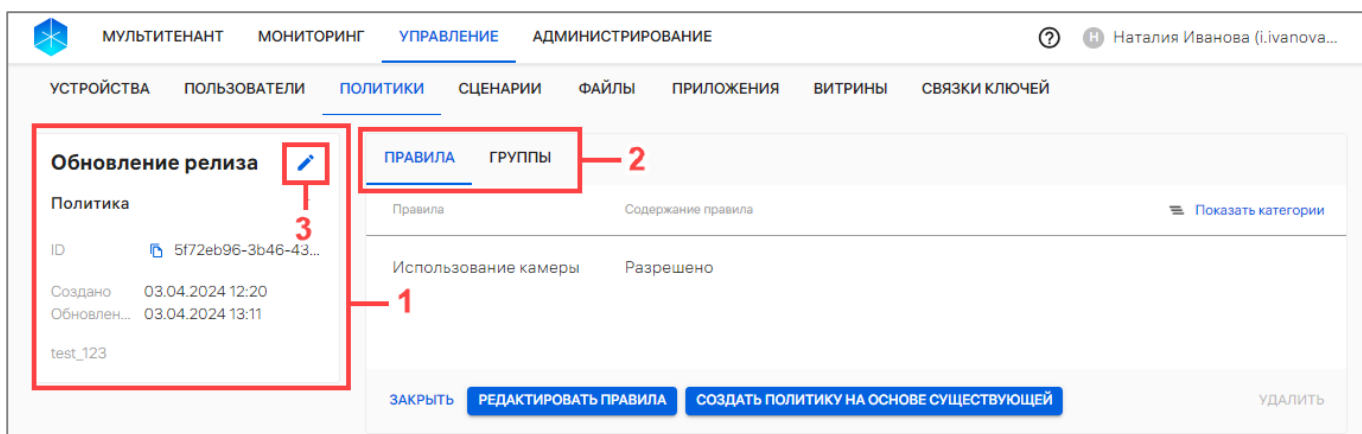 МУЛЬТИТЕНАНТ МОНИТОРИНГ УПРАВЛЕНИЕ АДМИНИСТРИРОВАНИЕ ? Н Наталия Иванова (i.ivanova...
УСТРОЙСТВА ПОЛЬЗОВАТЕЛИ ПОЛИТИКИ СЦЕНАРИИ ФАЙЛЫ ПРИЛОЖЕНИЯ ВИТРИНЫ СВЯЗКИ КЛЮЧЕЙ
Обновление релиза
Политика
3
ID 5f72eb96-3b46-43...
Создано 03.04.2024 12:20
Обновлен... 03.04.2024 13:11
test_123
1
ПРАВИЛА ГРУППЫ 2
Правила Содержание правила Показать категории
Использование камеры Разрешено
ЗАКРЫТЬ РЕДАКТИРОВАТЬ ПРАВИЛА СОЗДАТЬ ПОЛИТИКУ НА ОСНОВЕ СУЩЕСТВУЮЩЕЙ УДАЛИТЬ